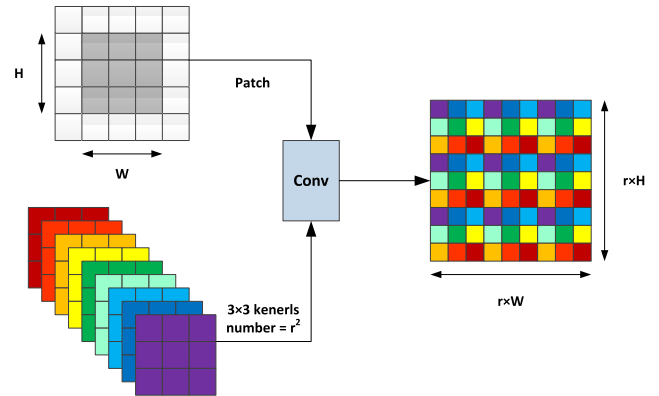 H
Patch
W
Conv
r×H
3×3 kenerls
number = r²
r×W